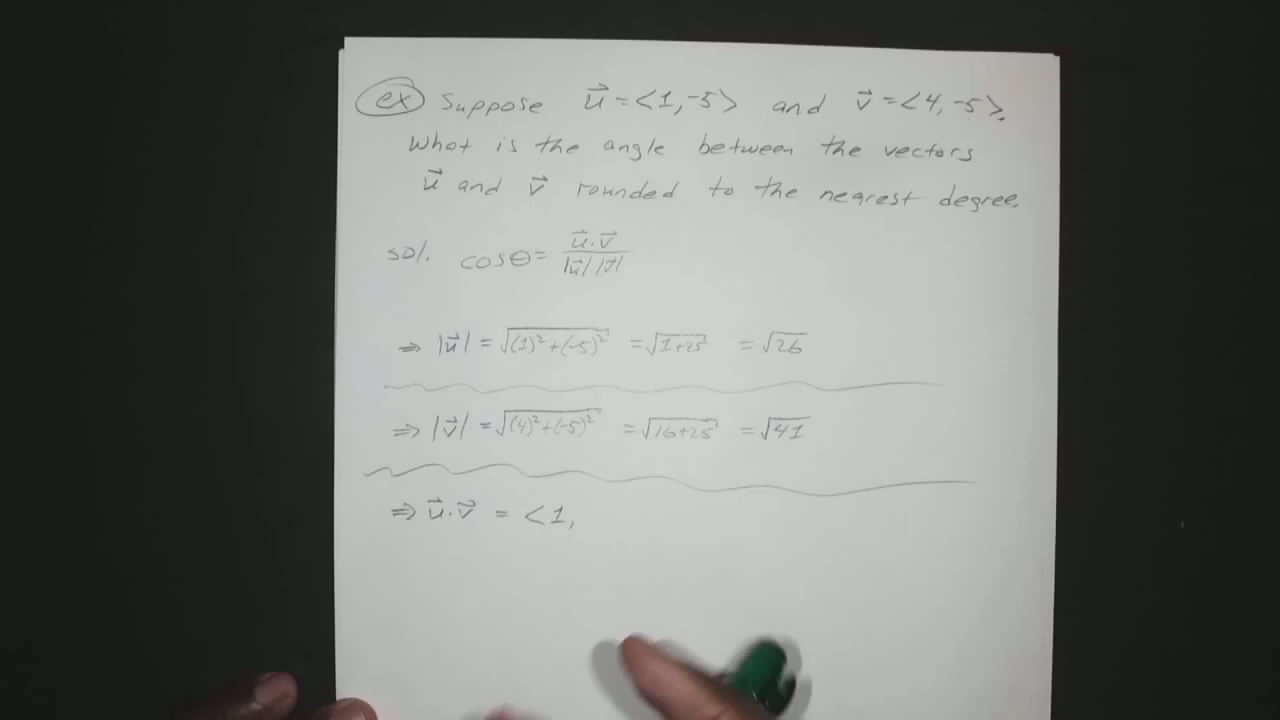 ex Suppose u⃗ = <1,-5> and v⃗ = <4,-5>.
What is the angle between the vectors
u⃗ and v⃗ rounded to the nearest degree.
sol. cosθ = u⃗·v⃗ / |u⃗| |v⃗|
⇒ |u⃗| = √((1)²+(-5)²) = √(1+25) = √26
⇒ |v⃗| = √((4)²+(-5)²) = √(16+25) = √41
⇒ u⃗·v⃗ = <1,